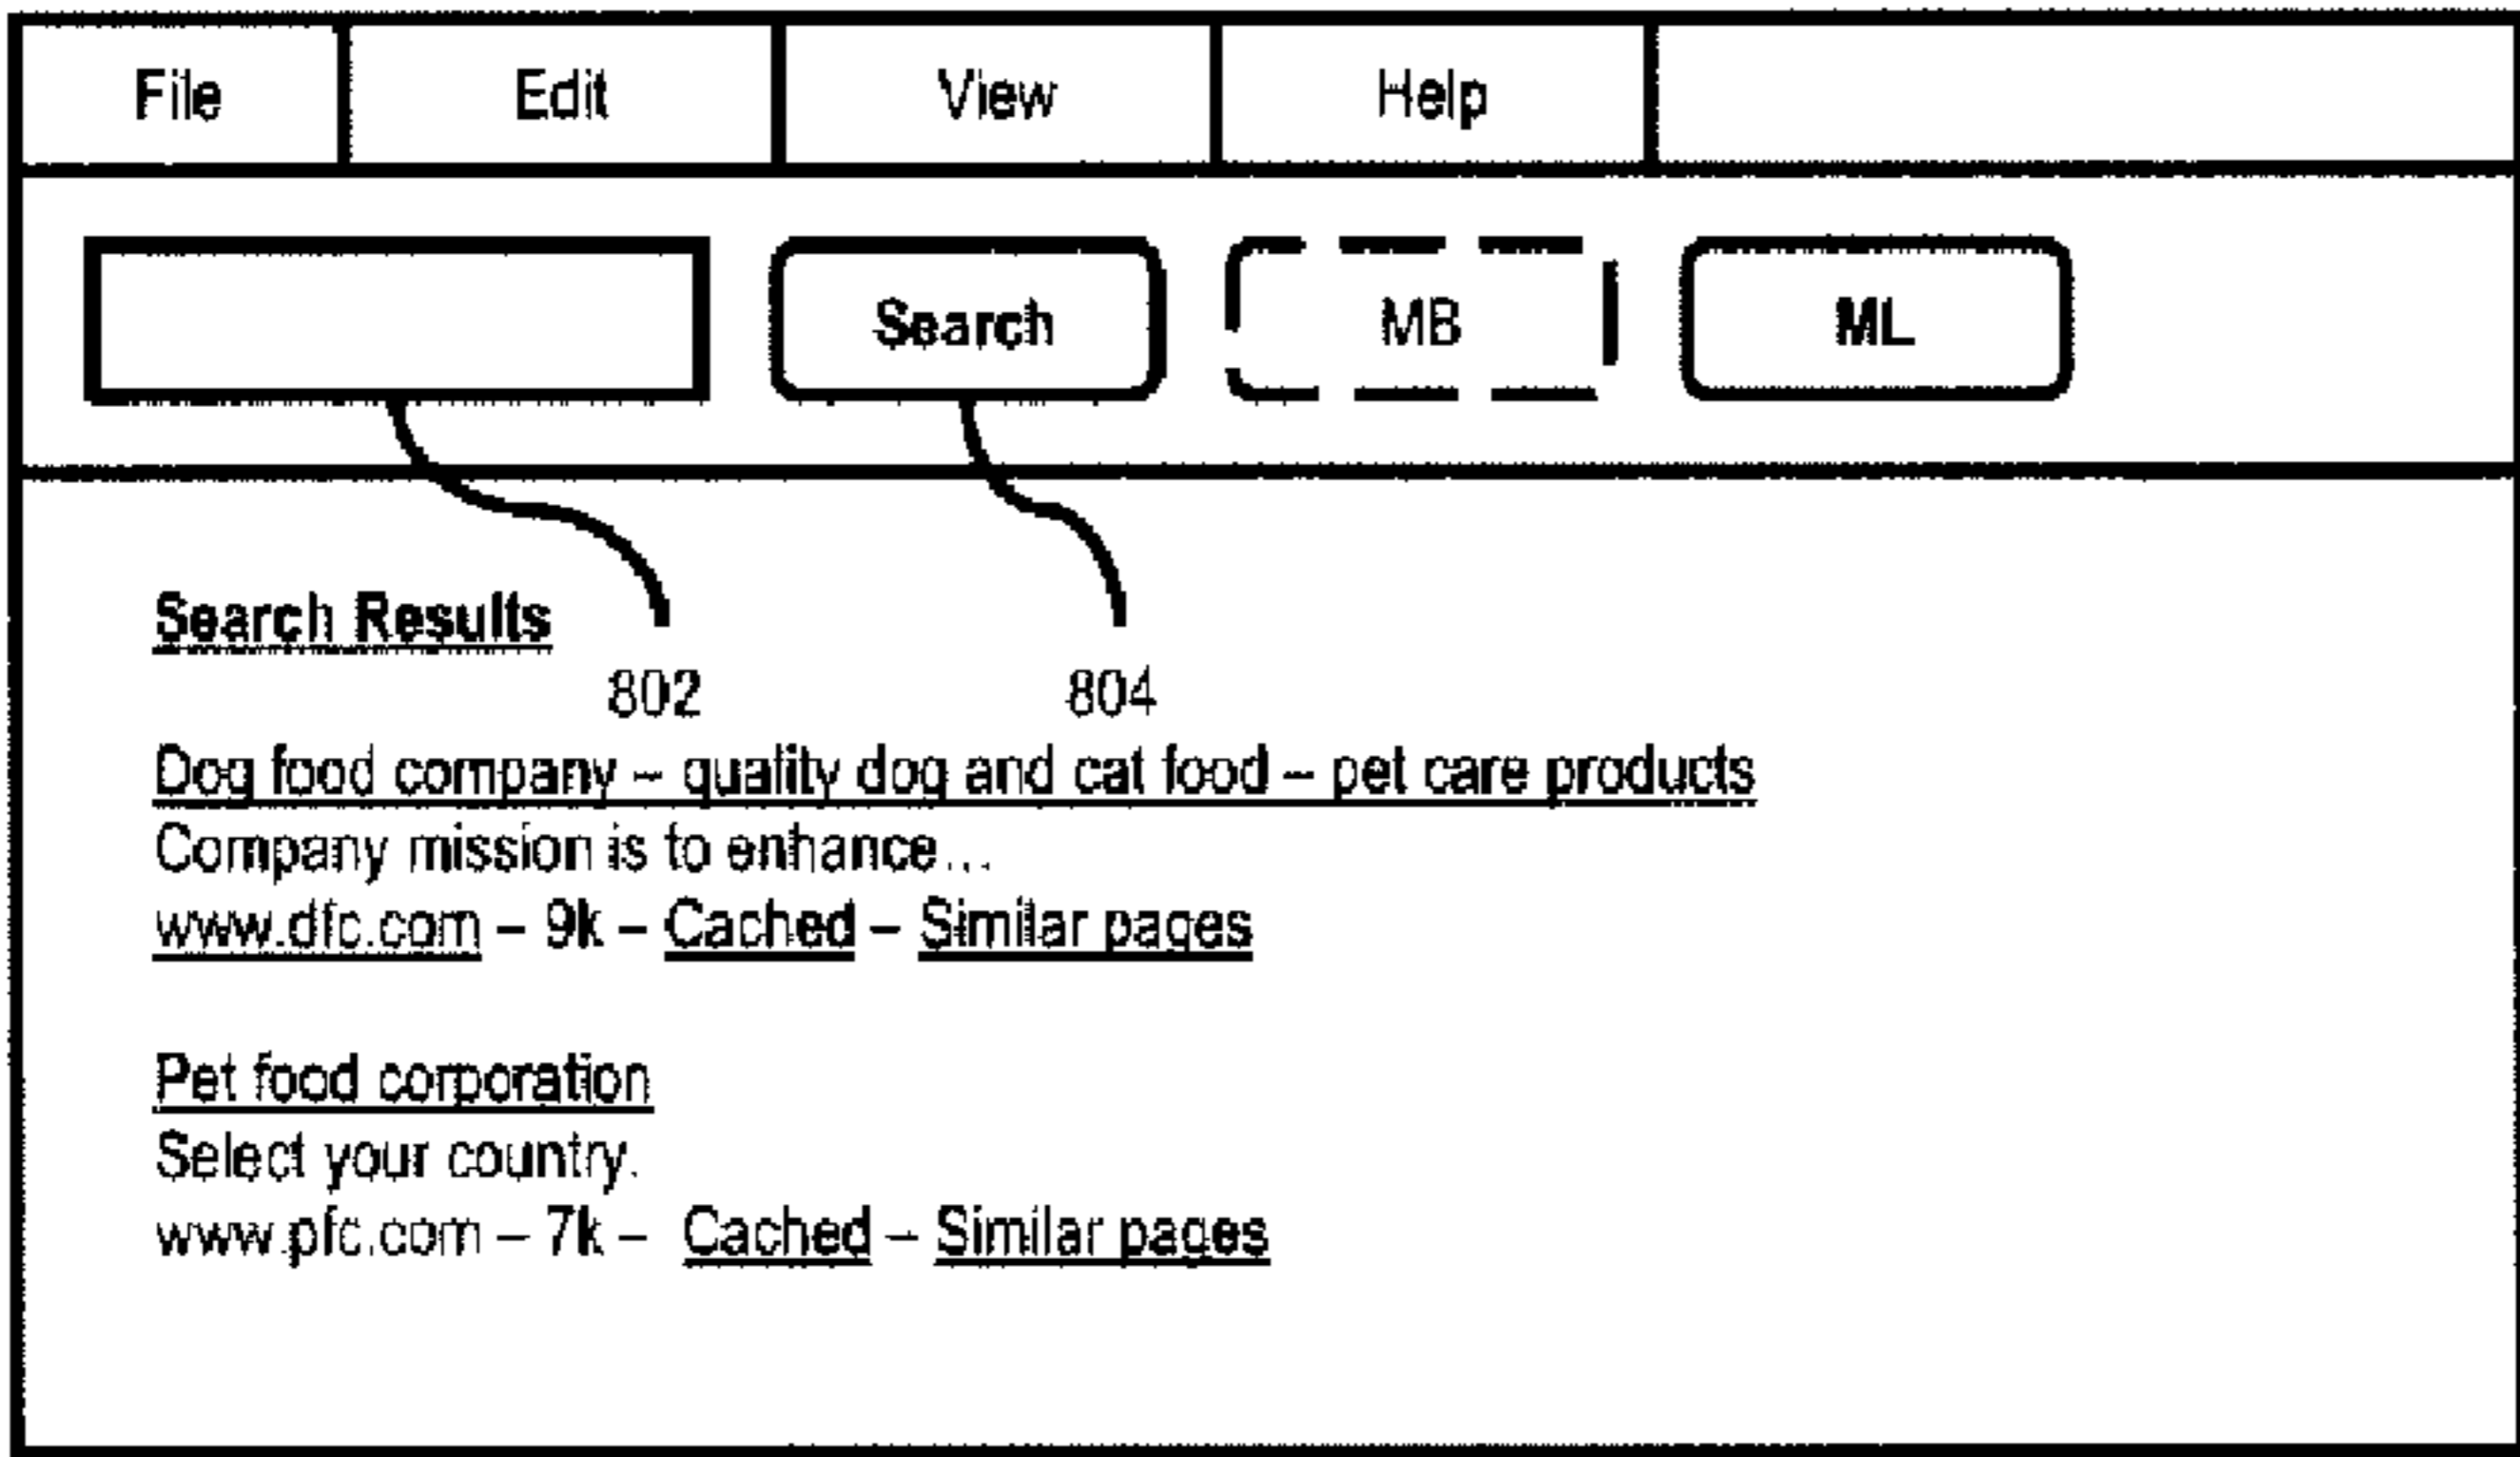 File Edit View Help
Search MB ML
Search Results
802 804
Dog food company – quality dog and cat food – pet care products
Company mission is to enhance...
www.dfc.com – 9k – Cached – Similar pages
Pet food corporation
Select your country.
www.pfc.com – 7k – Cached – Similar pages